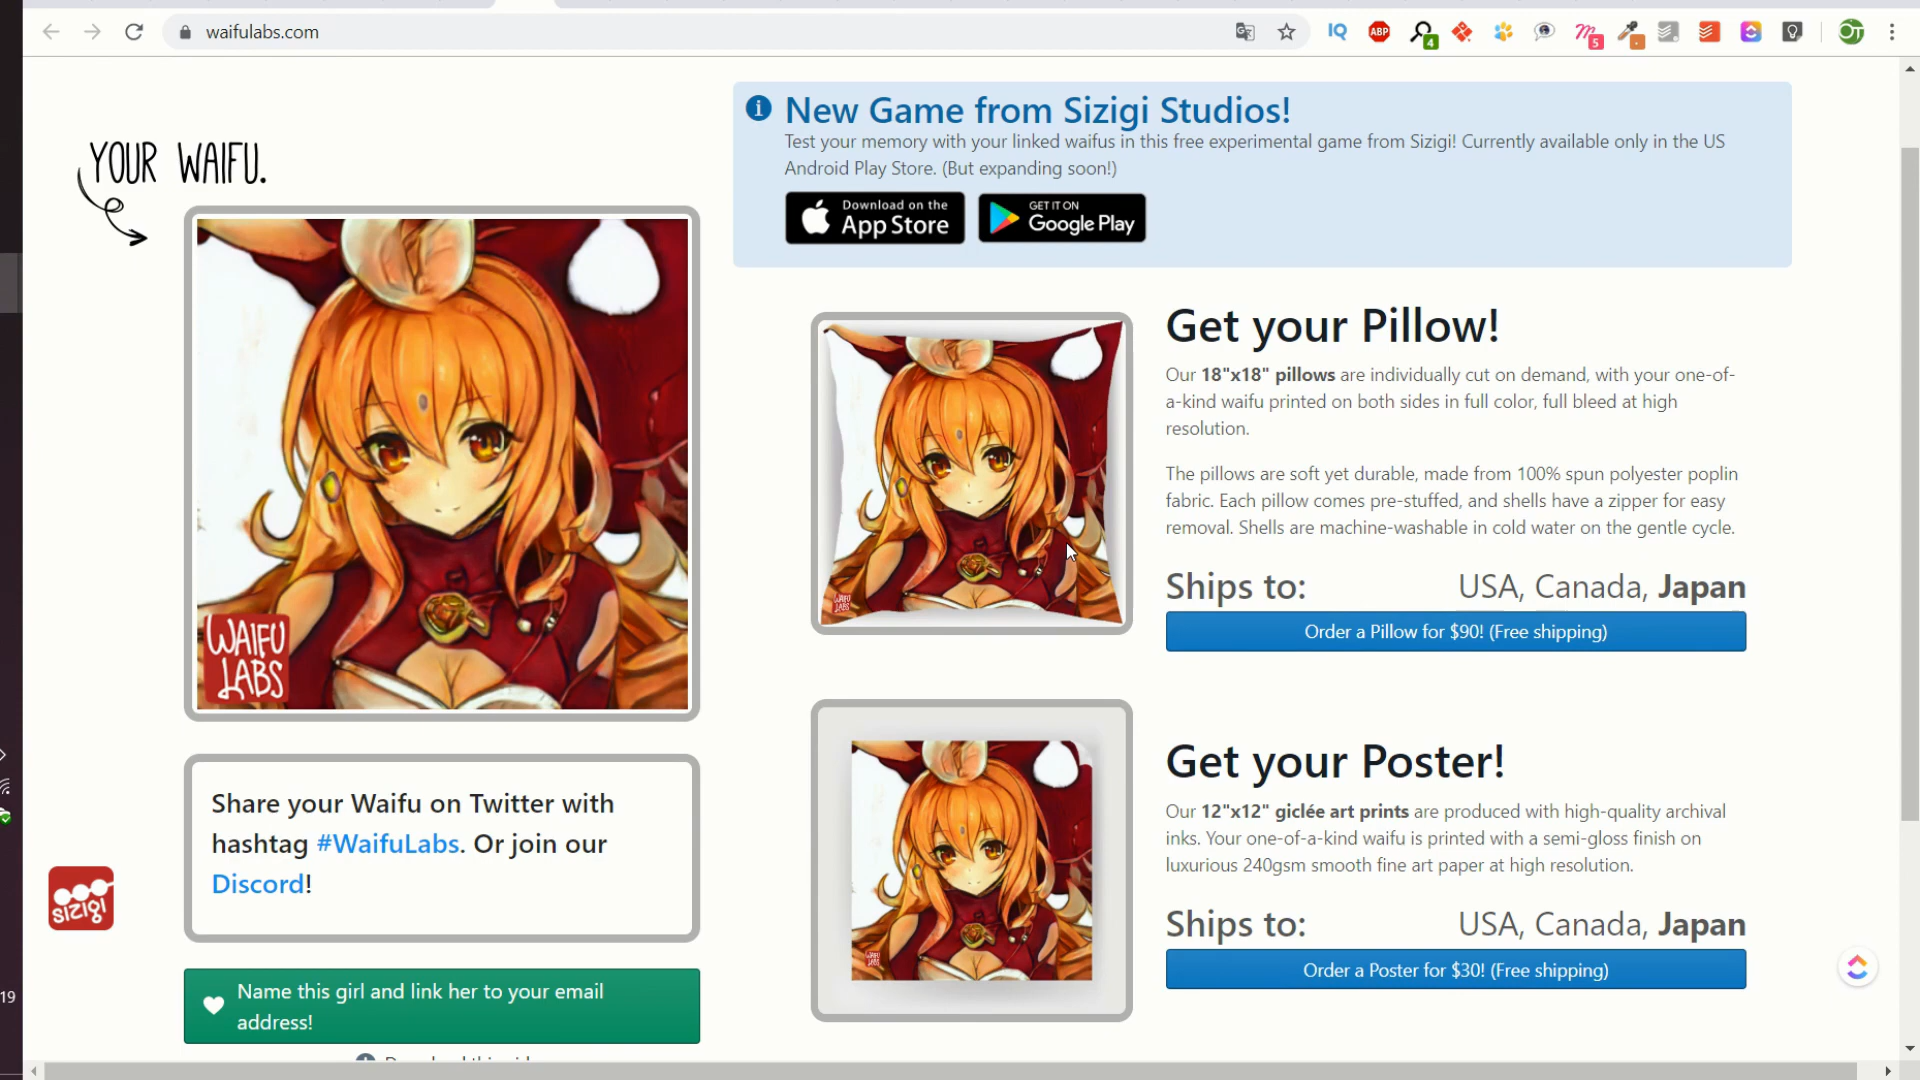 waifulabs.com
IQ
ABP
4
5
YOUR WAIFU.
WAIFU
LABS
Share your Waifu on Twitter with
hashtag #WaifuLabs. Or join our
Discord!
sizigi
Name this girl and link her to your email
address!
19
New Game from Sizigi Studios!
Test your memory with your linked waifus in this free experimental game from Sizigi! Currently available only in the US
Android Play Store. (But expanding soon!)
Download on the
App Store
GET IT ON
Google Play
Get your Pillow!
Our 18"x18" pillows are individually cut on demand, with your one-of-
a-kind waifu printed on both sides in full color, full bleed at high
resolution.
The pillows are soft yet durable, made from 100% spun polyester poplin
fabric. Each pillow comes pre-stuffed, and shells have a zipper for easy
removal. Shells are machine-washable in cold water on the gentle cycle.
WAIFU
LABS
Ships to: USA, Canada, Japan
Order a Pillow for $90! (Free shipping)
Get your Poster!
Our 12"x12" giclée art prints are produced with high-quality archival
inks. Your one-of-a-kind waifu is printed with a semi-gloss finish on
luxurious 240gsm smooth fine art paper at high resolution.
WAIFU
LABS
Ships to: USA, Canada, Japan
Order a Poster for $30! (Free shipping)